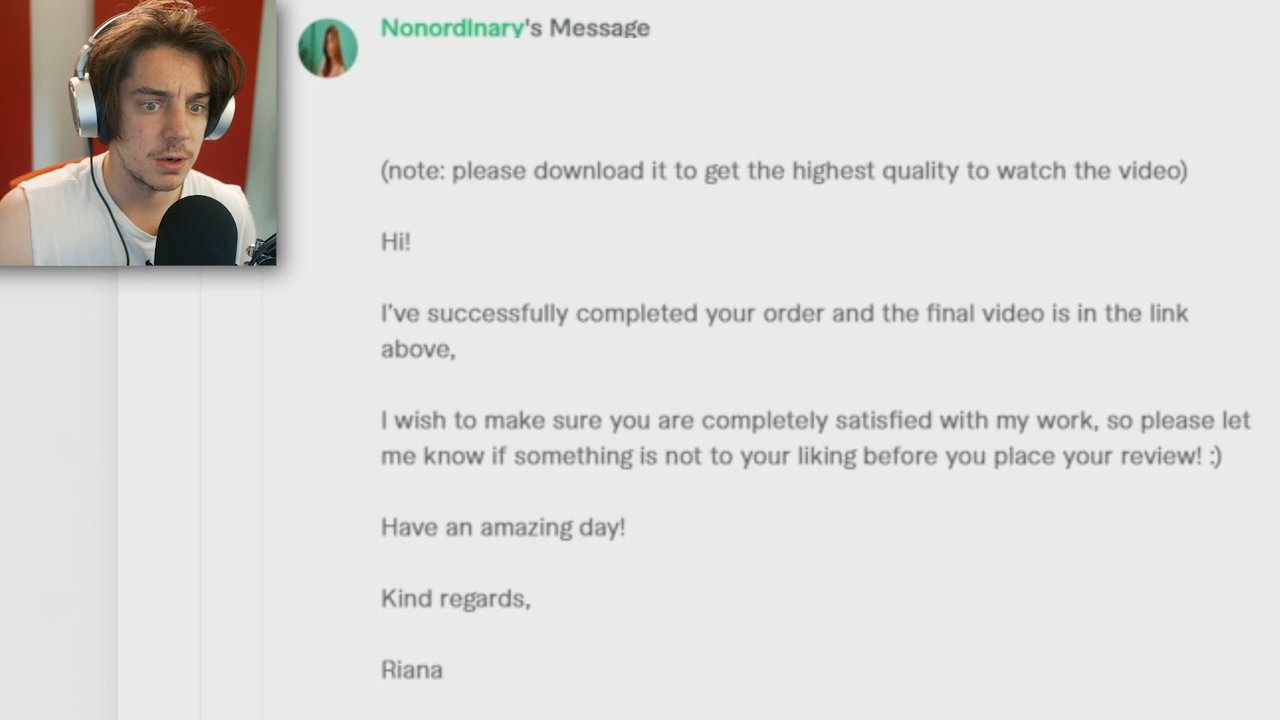 Nonordlnary's Message
(note: please download it to get the highest quality to watch the video)
Hi!
I've successfully completed your order and the final video is in the link
above,
I wish to make sure you are completely satisfied with my work, so please let
me know if something is not to your liking before you place your review! :)
Have an amazing day!
Kind regards,
Riana